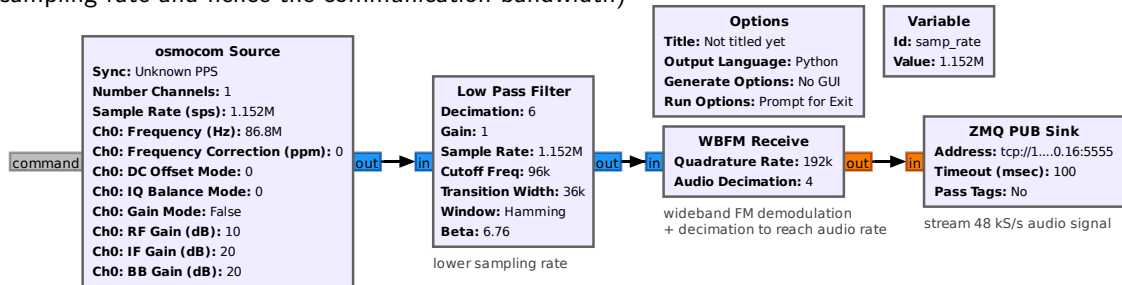 sampling rate and hence the communication bandwidth)
osmocom Source
Sync: Unknown PPS
Number Channels: 1
Sample Rate (sps): 1.152M
Ch0: Frequency (Hz): 86.8M
Ch0: Frequency Correction (ppm): 0
Ch0: DC Offset Mode: 0
Ch0: IQ Balance Mode: 0
Ch0: Gain Mode: False
Ch0: RF Gain (dB): 10
Ch0: IF Gain (dB): 20
Ch0: BB Gain (dB): 20
command
out
in
Low Pass Filter
Decimation: 6
Gain: 1
Sample Rate: 1.152M
Cutoff Freq: 96k
Transition Width: 36k
Window: Hamming
Beta: 6.76
out
lower sampling rate
Options
Title: Not titled yet
Output Language: Python
Generate Options: No GUI
Run Options: Prompt for Exit
Variable
Id: samp_rate
Value: 1.152M
in
WBFM Receive
Quadrature Rate: 192k
Audio Decimation: 4
out
wideband FM demodulation
+ decimation to reach audio rate
in
ZMQ PUB Sink
Address: tcp://1....0.16:5555
Timeout (msec): 100
Pass Tags: No
stream 48 kS/s audio signal